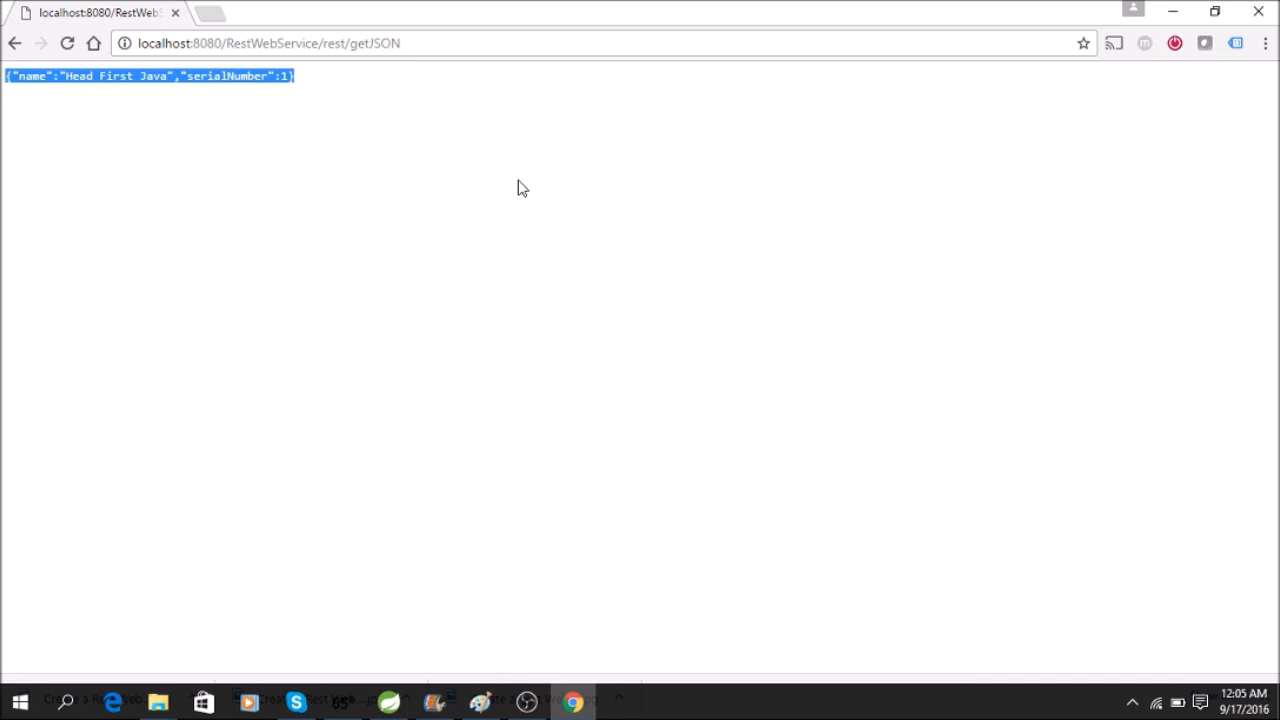 localhost:8080/RestWebS
localhost:8080/RestWebService/rest/getJSON
{"name":"Head First Java","serialNumber":1}
12:05 AM
9/17/2016